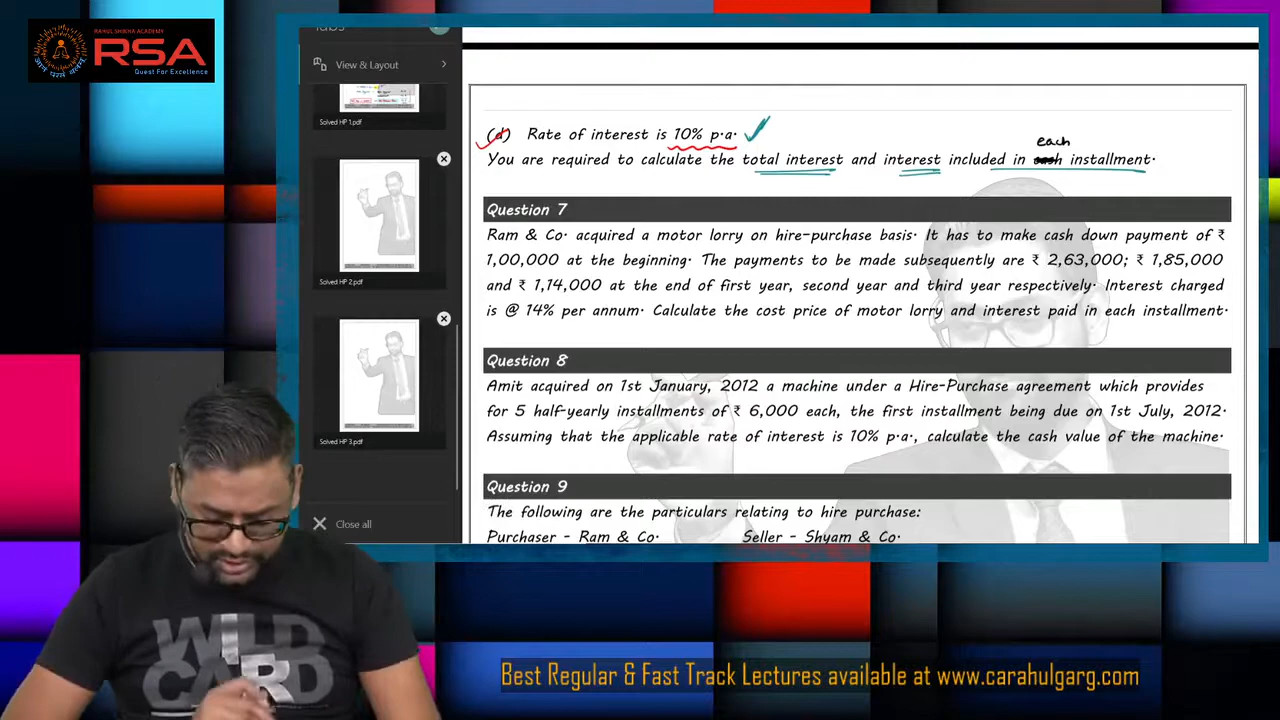 RAHUL SHIKHA ACADEMY
RSA
Quest For Excellence
View & Layout
Solved HP 1.pdf
Solved HP 2.pdf
Solved HP 3.pdf
Close all
(d) Rate of interest is 10% p.a.
each
You are required to calculate the total interest and interest included in installment.
Question 7
Ram & Co. acquired a motor lorry on hire-purchase basis. It has to make cash down payment of ₹
1,00,000 at the beginning. The payments to be made subsequently are ₹ 2,63,000; ₹ 1,85,000
and ₹ 1,14,000 at the end of first year, second year and third year respectively. Interest charged
is @ 14% per annum. Calculate the cost price of motor lorry and interest paid in each installment.
Question 8
Amit acquired on 1st January, 2012 a machine under a Hire-Purchase agreement which provides
for 5 half-yearly installments of ₹ 6,000 each, the first installment being due on 1st July, 2012.
Assuming that the applicable rate of interest is 10% p.a., calculate the cash value of the machine.
Question 9
The following are the particulars relating to hire purchase:
Purchaser - Ram & Co. Seller - Shyam & Co.
WILD
CARD
Best Regular & Fast Track Lectures available at www.carahulgarg.com